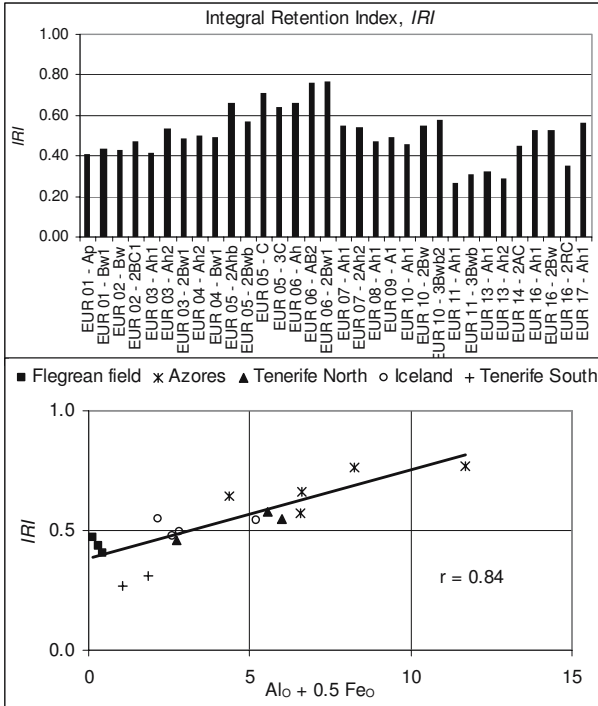 Integral Retention Index, IRI
1.00
0.80
0.60
0.40
0.20
0.00
IRI
EUR 01 - Ap
EUR 01 - Bw1
EUR 02 - Bw
EUR 02 - 2BC1
EUR 03 - Ah1
EUR 03 - Ah2
EUR 03 - 2Bw1
EUR 04 - Ah2
EUR 04 - Bw1
EUR 05 - 2Ahb
EUR 05 - 2Bwb
EUR 05 - C
EUR 05 - 3C
EUR 06 - Ah
EUR 06 - AB2
EUR 06 - 2Bw1
EUR 07 - Ah1
EUR 07 - 2Ah2
EUR 08 - Ah1
EUR 09 - A1
EUR 10 - Ah1
EUR 10 - 2Bw
EUR 10 - 3Bwb2
EUR 11 - Ah1
EUR 11 - 3Bwb
EUR 13 - Ah1
EUR 13 - Ah2
EUR 14 - 2AC
EUR 16 - Ah1
EUR 16 - 2Bw
EUR 16 - 2RC
EUR 17 - Ah1
Flegrean field Azores Tenerife North Iceland Tenerife South
1.0
0.5
0.0
IRI
r = 0.84
0 5 10 15
Alo + 0.5 Feo